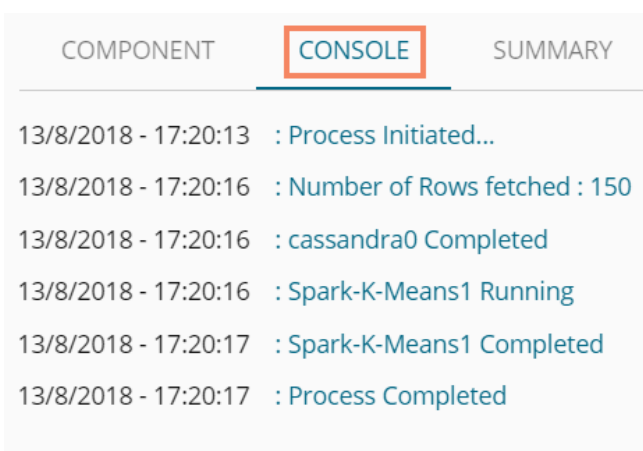 COMPONENT CONSOLE SUMMARY
13/8/2018 - 17:20:13 : Process Initiated...
13/8/2018 - 17:20:16 : Number of Rows fetched : 150
13/8/2018 - 17:20:16 : cassandra0 Completed
13/8/2018 - 17:20:16 : Spark-K-Means1 Running
13/8/2018 - 17:20:17 : Spark-K-Means1 Completed
13/8/2018 - 17:20:17 : Process Completed